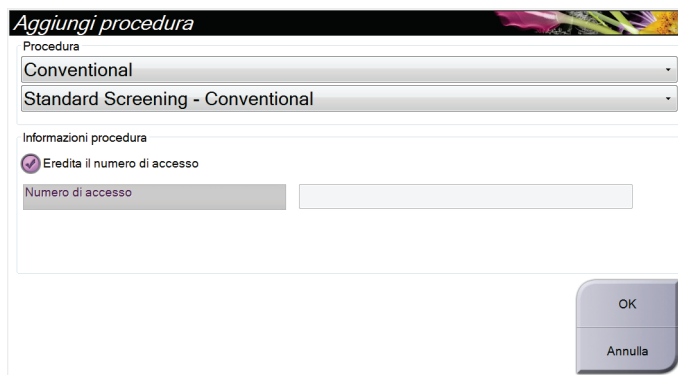 Aggiungi procedura
Procedura
Conventional
Standard Screening - Conventional
Informazioni procedura
Eredita il numero di accesso
Numero di accesso
OK
Annulla